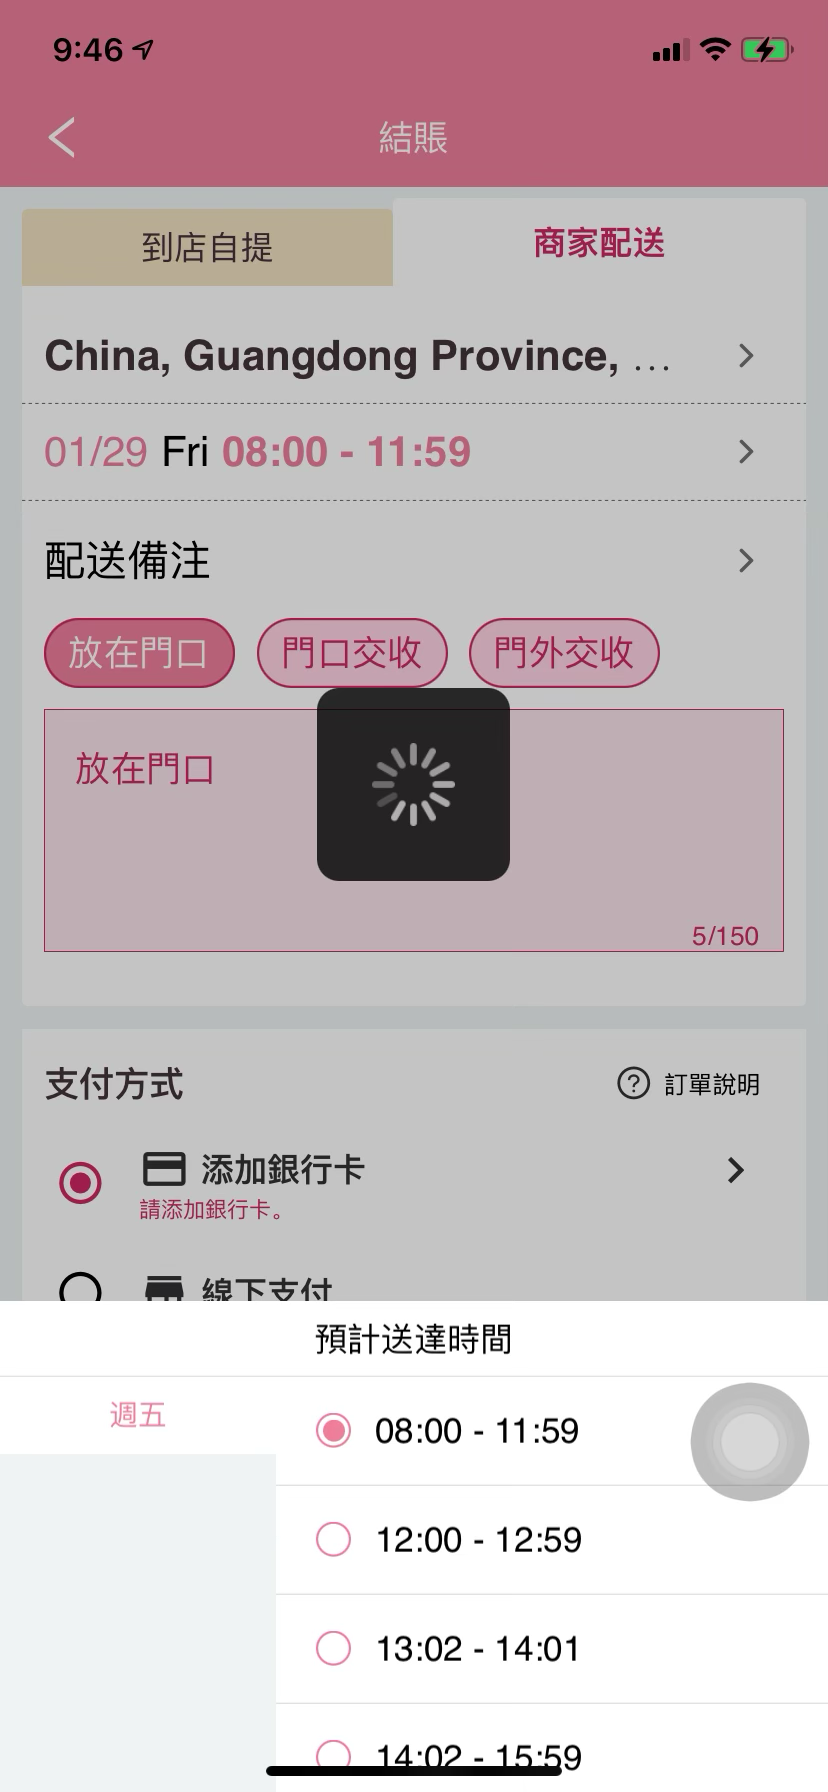 9:46
結賬
到店自提
商家配送
China, Guangdong Province, ...
01/29 Fri 08:00 - 11:59
配送備注
放在門口 門口交收 門外交收
放在門口
5/150
支付方式
? 訂單說明
添加銀行卡
請添加銀行卡。
線下支付
預計送達時間
週五
08:00 - 11:59
12:00 - 12:59
13:02 - 14:01
14:02 - 15:59